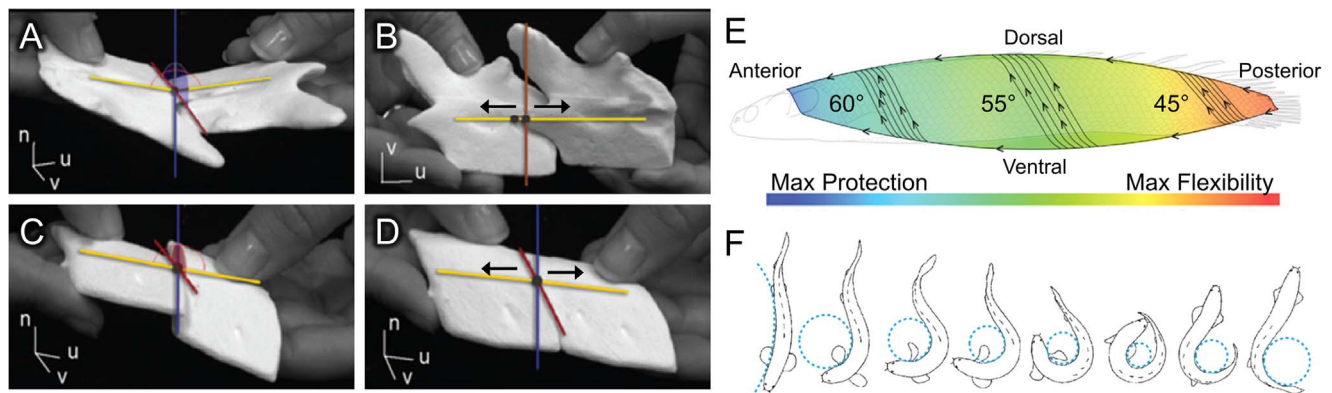 A
n
u
v
B
v
u
C
n
u
v
D
n
u
v
E
Dorsal
Anterior
Posterior
60°
55°
45°
Ventral
Max Protection
Max Flexibility
F